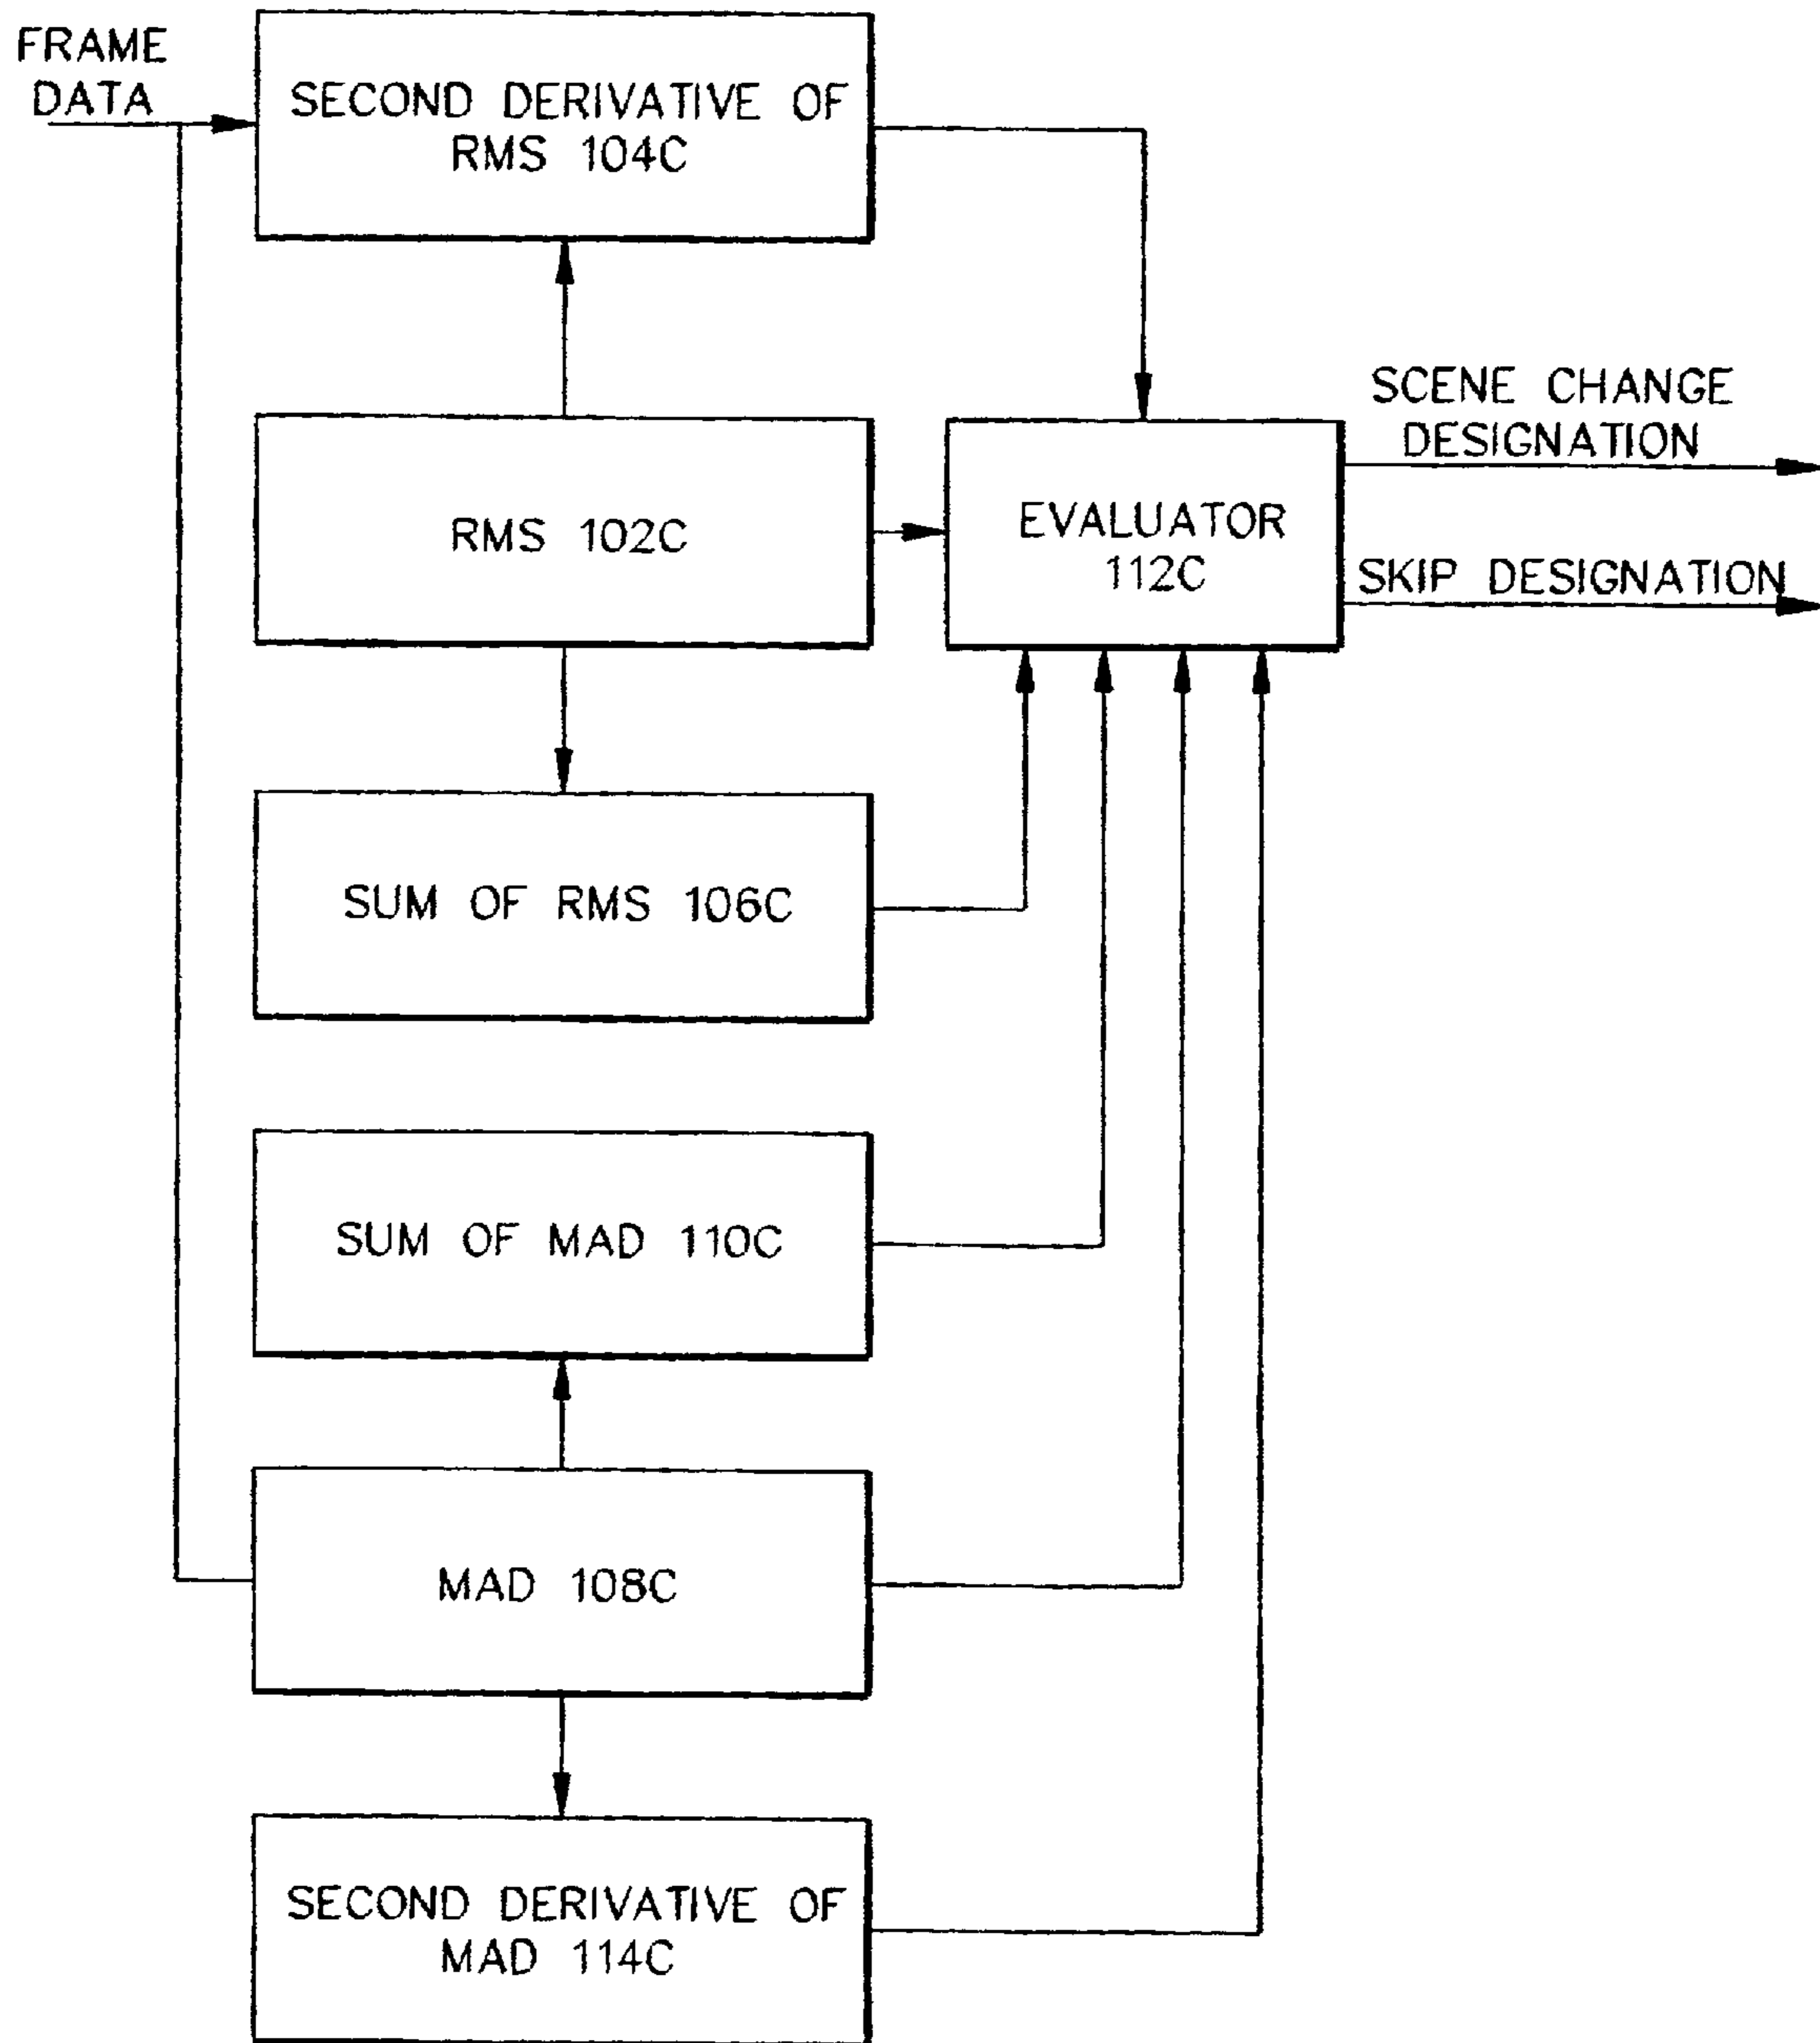 FRAME
DATA
SECOND DERIVATIVE OF
RMS 104C
RMS 102C
EVALUATOR
112C
SCENE CHANGE
DESIGNATION
SKIP DESIGNATION
SUM OF RMS 106C
SUM OF MAD 110C
MAD 108C
SECOND DERIVATIVE OF
MAD 114C